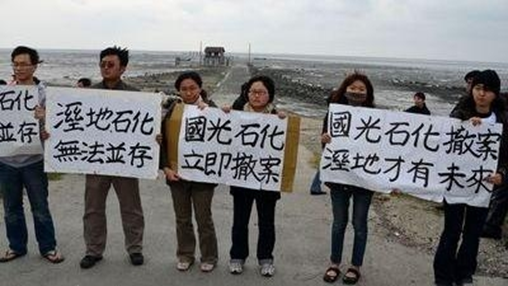 石化
並存
溼地石化
無法並存
國光石化
立即撤案
國光石化撤案
溼地才有未來